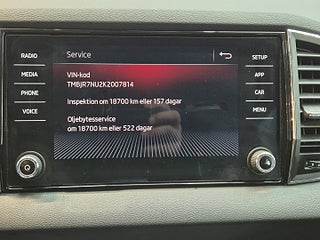 RADIO
MEDIA
PHONE
VOICE
Service
VIN-kod
TMBJR7NU2K2007814
Inspektion om 18700 km eller 157 dagar
Oljebytesservice
om 18700 km eller 522 dagar
SETUP
APP
CAR
MENU